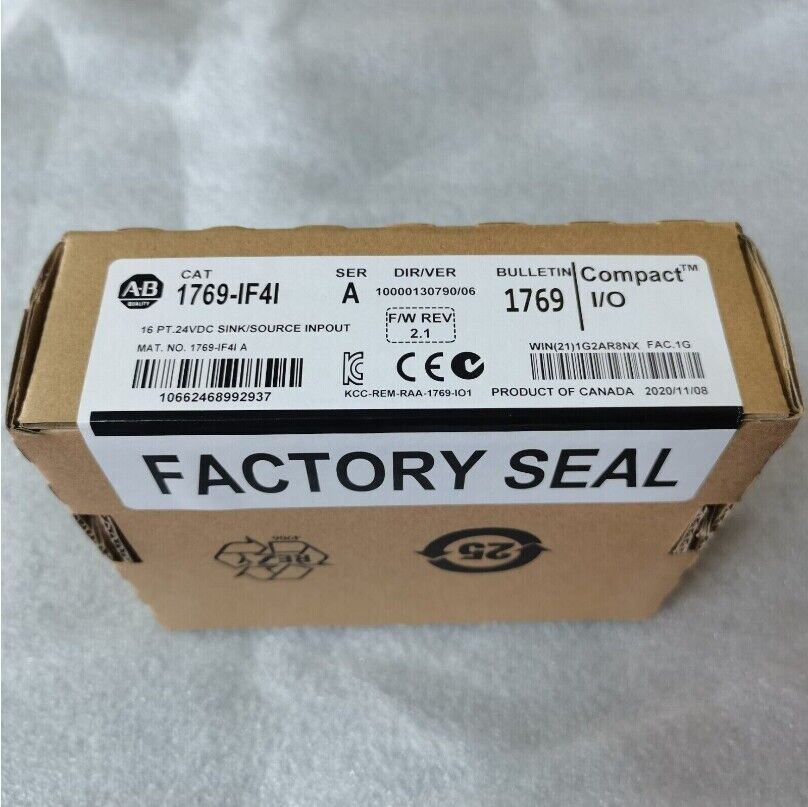 A-B
QUALITY
CAT
1769-IF4I
SER
A
DIR/VER
10000130790/06
BULLETIN
1769
Compact™
I/O
16 PT.24VDC SINK/SOURCE INPOUT
F/W REV
2.1
MAT. NO. 1769-IF4I A
10662468992937
KCC-REM-RAA-1769-IO1
WIN(21)1G2AR8NX FAC.1G
PRODUCT OF CANADA 2020/11/08
FACTORY SEAL
25